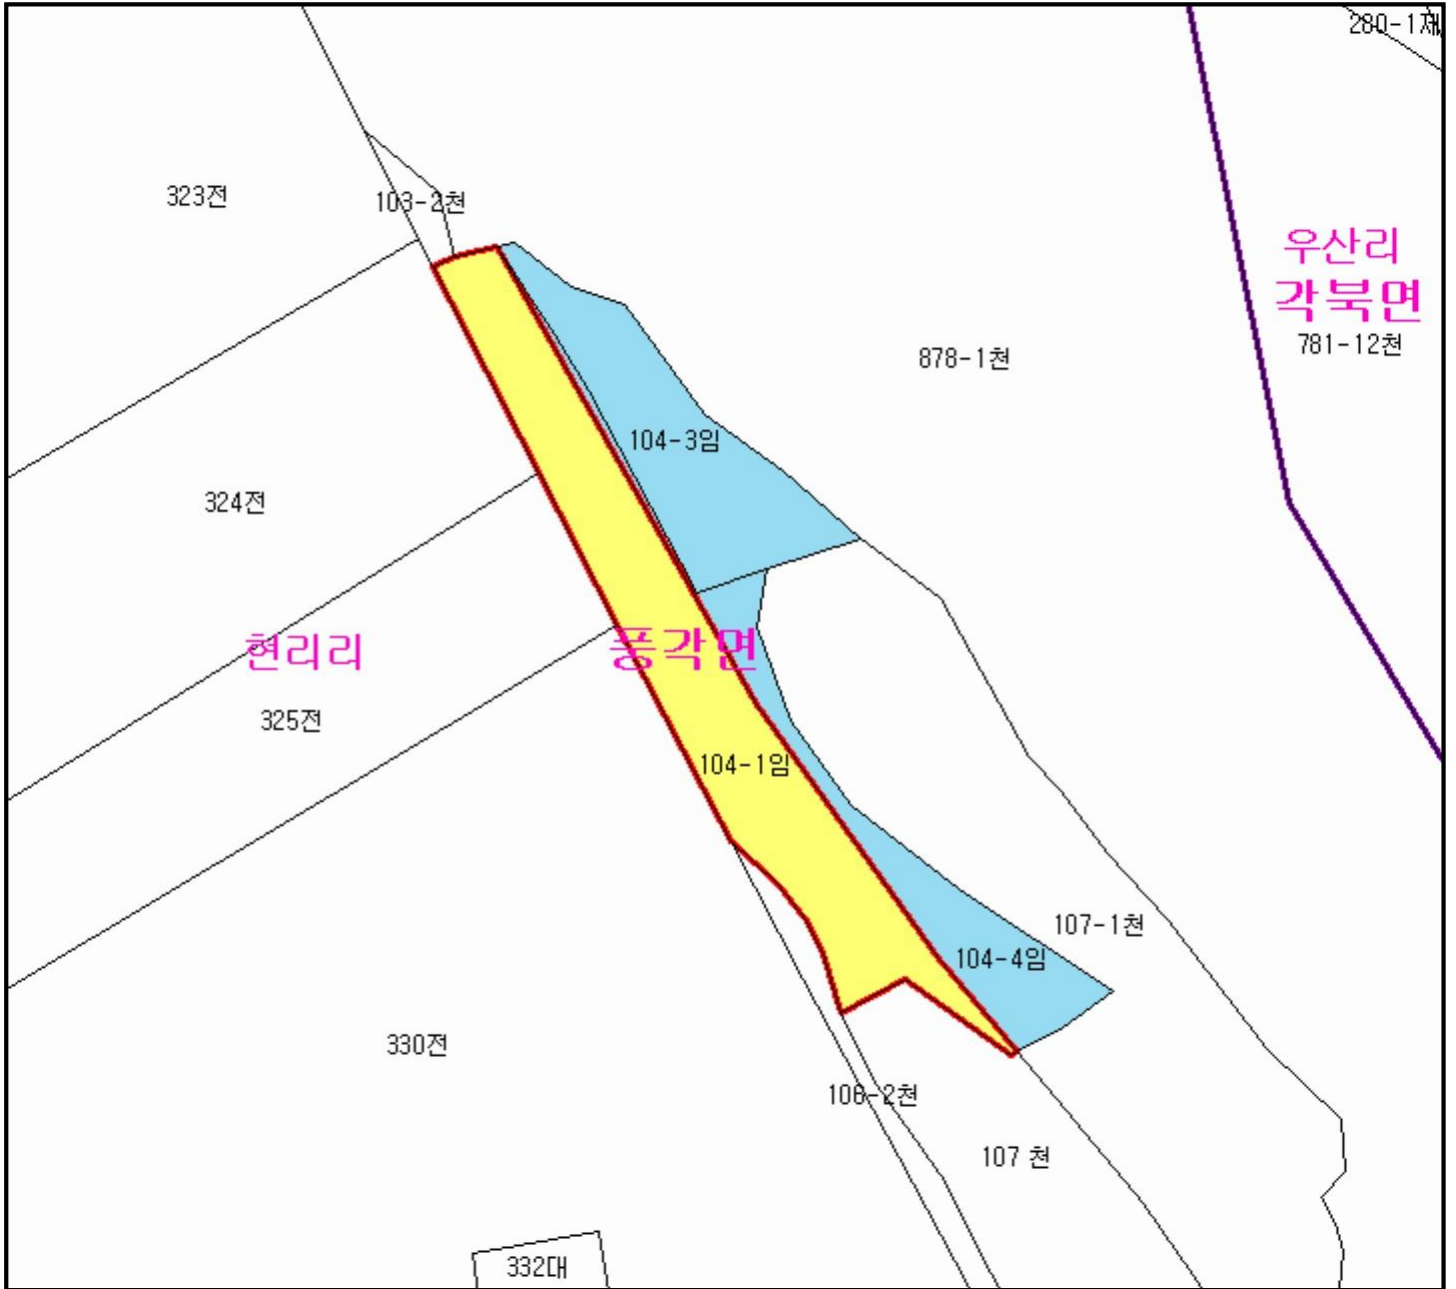 280-1제
323전
103-2천
우산리
각북면
781-12천
878-1천
104-3임
324전
현리리
풍각면
325전
104-1임
107-1천
104-4임
330전
106-2천
107 천
332대